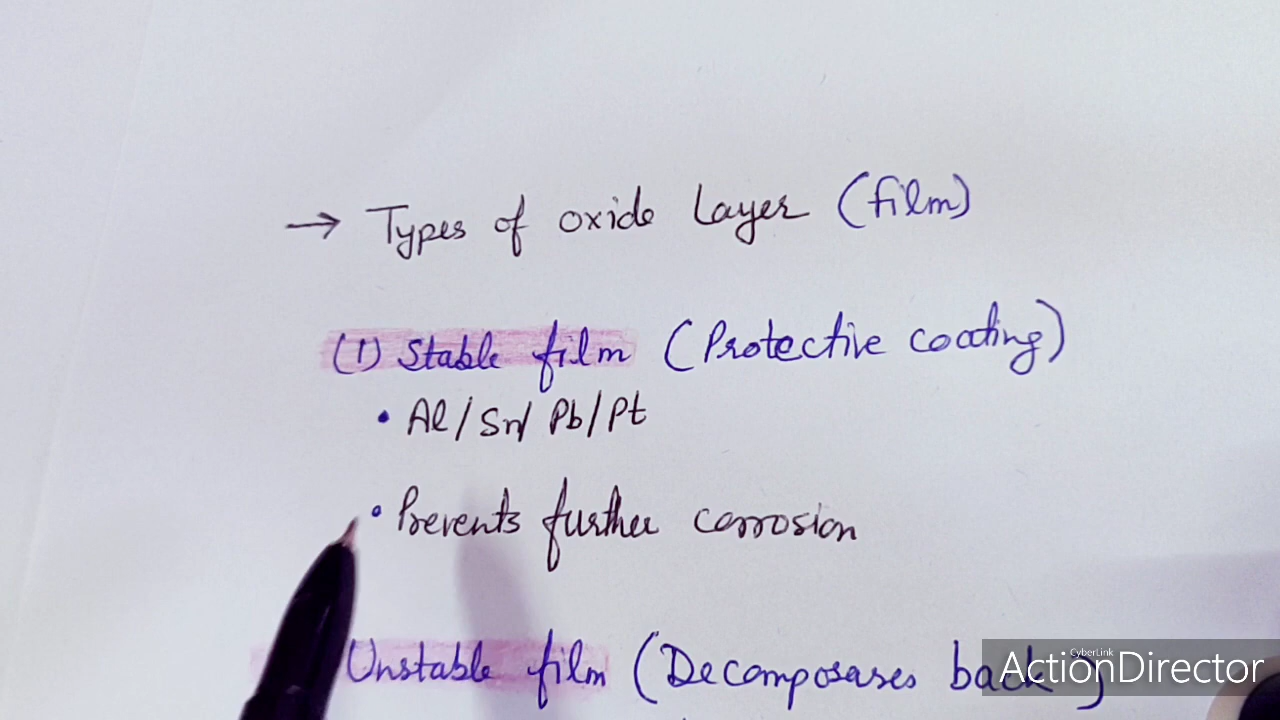 → Types of oxide Layer (film)
(1) Stable film (Protective coating)
• Al/Sn/ Pb/Pt
• Prevents further corrosion
Unstable film (Decomposases back)
CyberLink
ActionDirector